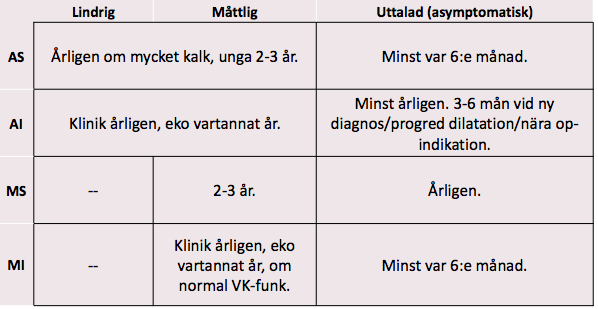 Lindrig Måttlig Uttalad (asymptomatisk)
AS Årligen om mycket kalk, unga 2-3 år. Minst var 6:e månad.
AI Klinik årligen, eko vartannat år. Minst årligen. 3-6 mån vid ny
diagnos/progred dilatation/nära op-
indikation.
MS -- 2-3 år. Årligen.
MI -- Klinik årligen, eko
vartannat år, om
normal VK-funk.
Minst var 6:e månad.